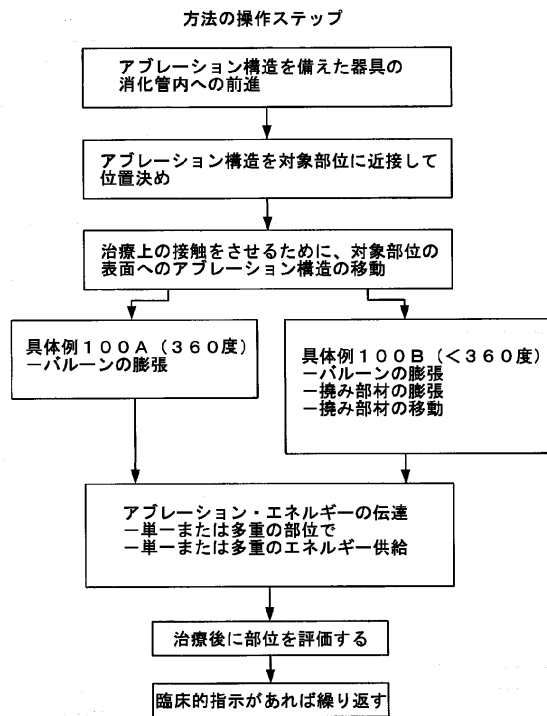 方法の操作ステップ
アブレーション構造を備えた器具の
消化管内への前進
アブレーション構造を対象部位に近接して
位置決め
治療上の接触をさせるために、対象部位の
表面へのアブレーション構造の移動
具体例100A（360度）
－バルーンの膨張
具体例100B（＜360度）
－バルーンの膨張
－撓み部材の膨張
－撓み部材の移動
アブレーション・エネルギーの伝達
－単一または多重の部位で
－単一または多重のエネルギー供給
治療後に部位を評価する
臨床的指示があれば繰り返す